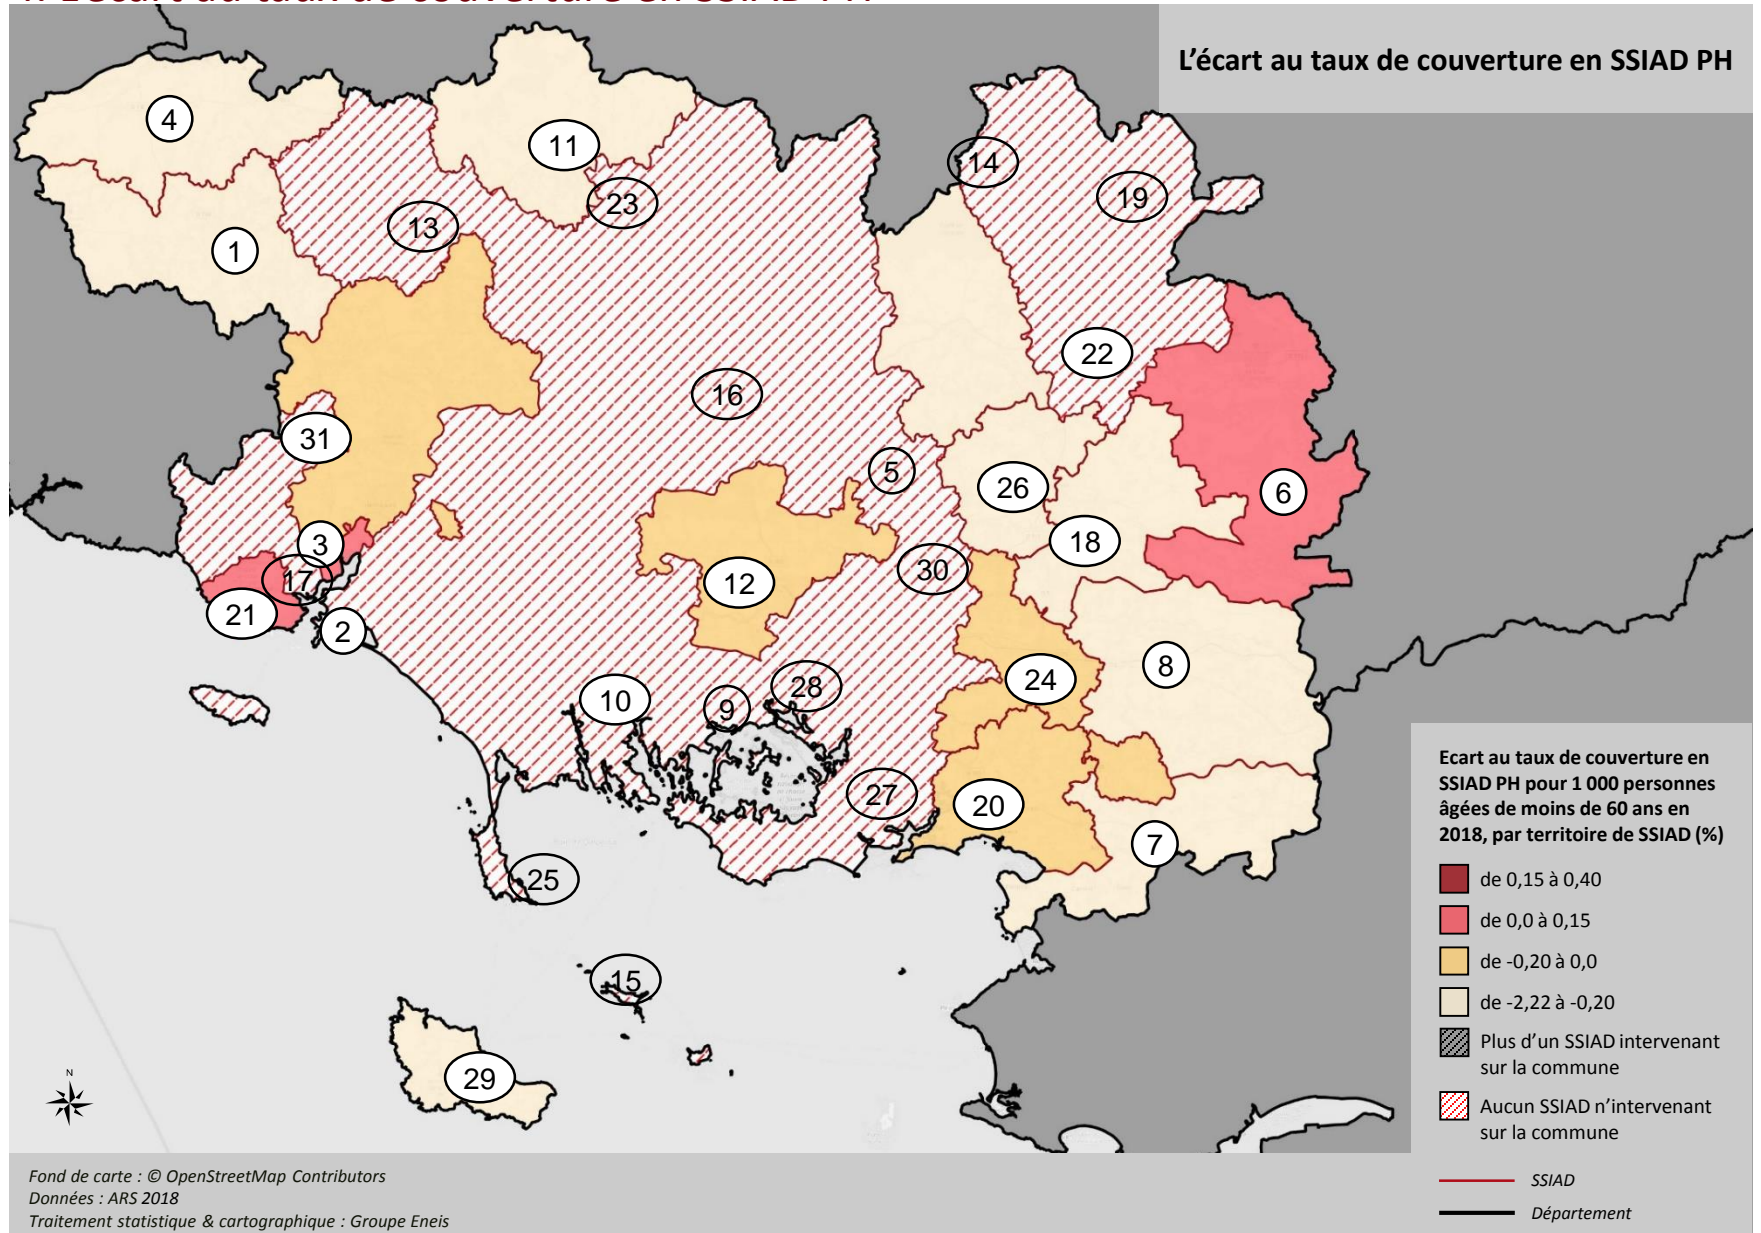 L'écart au taux de couverture en SSIAD PH
4
11
14
19
23
13
1
22
16
31
5
26
6
3
18
17
12
30
21
2
8
24
28
10
9
27
20
7
25
15
29
N
Ecart au taux de couverture en
SSIAD PH pour 1 000 personnes
âgées de moins de 60 ans en
2018, par territoire de SSIAD (%)
de 0,15 à 0,40
de 0,0 à 0,15
de -0,20 à 0,0
de -2,22 à -0,20
Plus d'un SSIAD intervenant
sur la commune
Aucun SSIAD n'intervenant
sur la commune
SSIAD
Département
Fond de carte : © OpenStreetMap Contributors
Données : ARS 2018
Traitement statistique & cartographique : Groupe Eneis